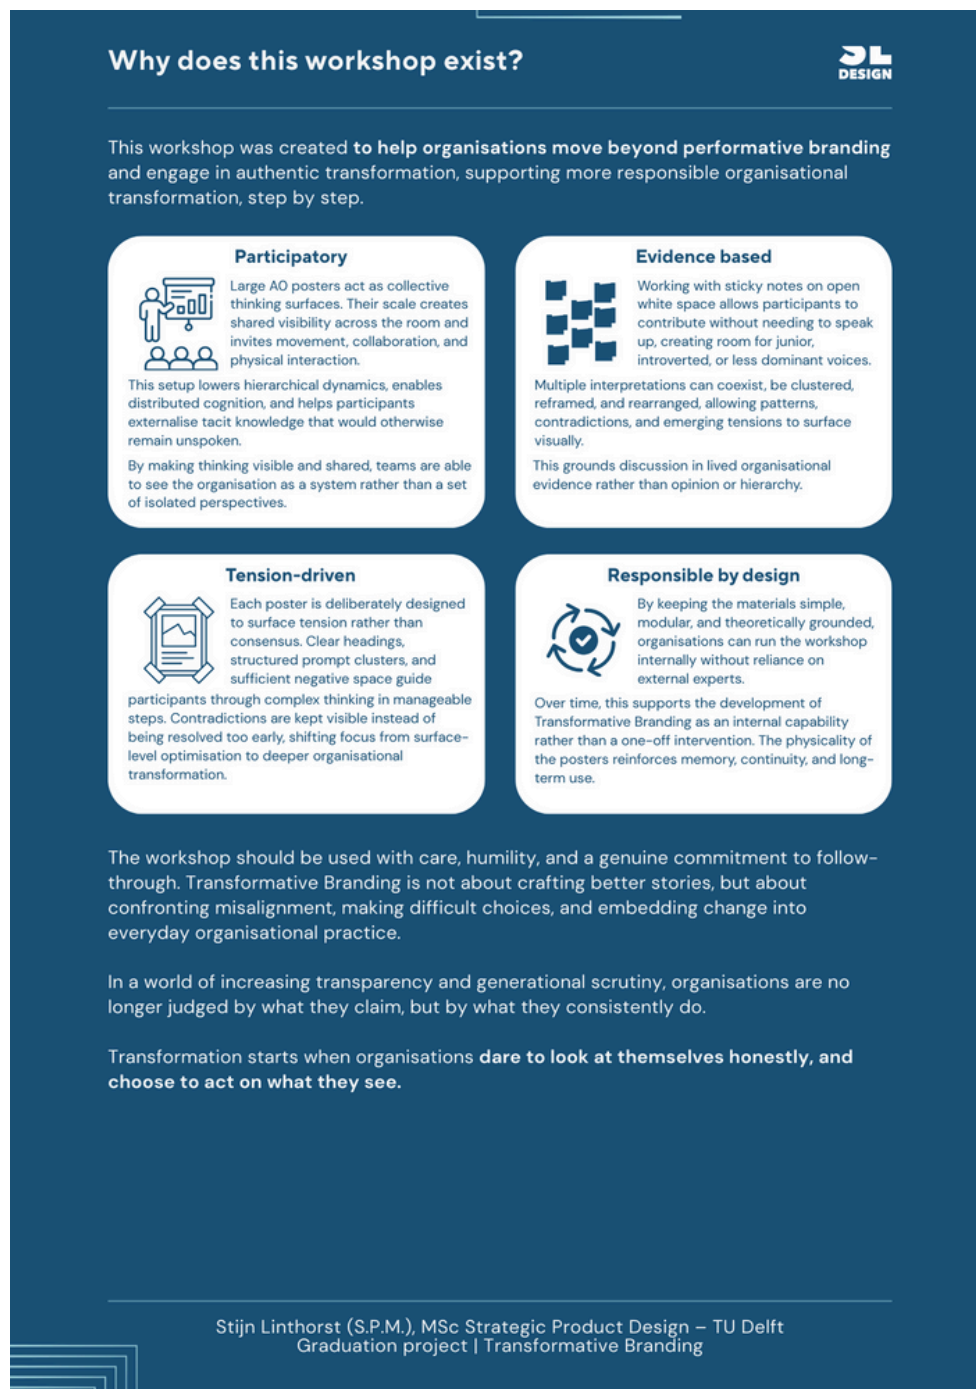 Why does this workshop exist?
DESIGN
This workshop was created to help organisations move beyond performative branding
and engage in authentic transformation, supporting more responsible organisational
transformation, step by step.
Participatory
Large A0 posters act as collective
thinking surfaces. Their scale creates
shared visibility across the room and
invites movement, collaboration, and
physical interaction.
This setup lowers hierarchical dynamics, enables
distributed cognition, and helps participants
externalise tacit knowledge that would otherwise
remain unspoken.
By making thinking visible and shared, teams are able
to see the organisation as a system rather than a set
of isolated perspectives.
Evidence based
Working with sticky notes on open
white space allows participants to
contribute without needing to speak
up, creating room for junior,
introverted, or less dominant voices.
Multiple interpretations can coexist, be clustered,
reframed, and rearranged, allowing patterns,
contradictions, and emerging tensions to surface
visually.
This grounds discussion in lived organisational
evidence rather than opinion or hierarchy.
Tension-driven
Each poster is deliberately designed
to surface tension rather than
consensus. Clear headings,
structured prompt clusters, and
sufficient negative space guide
participants through complex thinking in manageable
steps. Contradictions are kept visible instead of
being resolved too early, shifting focus from surface-
level optimisation to deeper organisational
transformation.
Responsible by design
By keeping the materials simple,
modular, and theoretically grounded,
organisations can run the workshop
internally without reliance on
external experts.
Over time, this supports the development of
Transformative Branding as an internal capability
rather than a one-off intervention. The physicality of
the posters reinforces memory, continuity, and long-
term use.
The workshop should be used with care, humility, and a genuine commitment to follow-
through. Transformative Branding is not about crafting better stories, but about
confronting misalignment, making difficult choices, and embedding change into
everyday organisational practice.
In a world of increasing transparency and generational scrutiny, organisations are no
longer judged by what they claim, but by what they consistently do.
Transformation starts when organisations dare to look at themselves honestly, and
choose to act on what they see.
Stijn Linthorst (S.P.M.), MSc Strategic Product Design – TU Delft
Graduation project | Transformative Branding